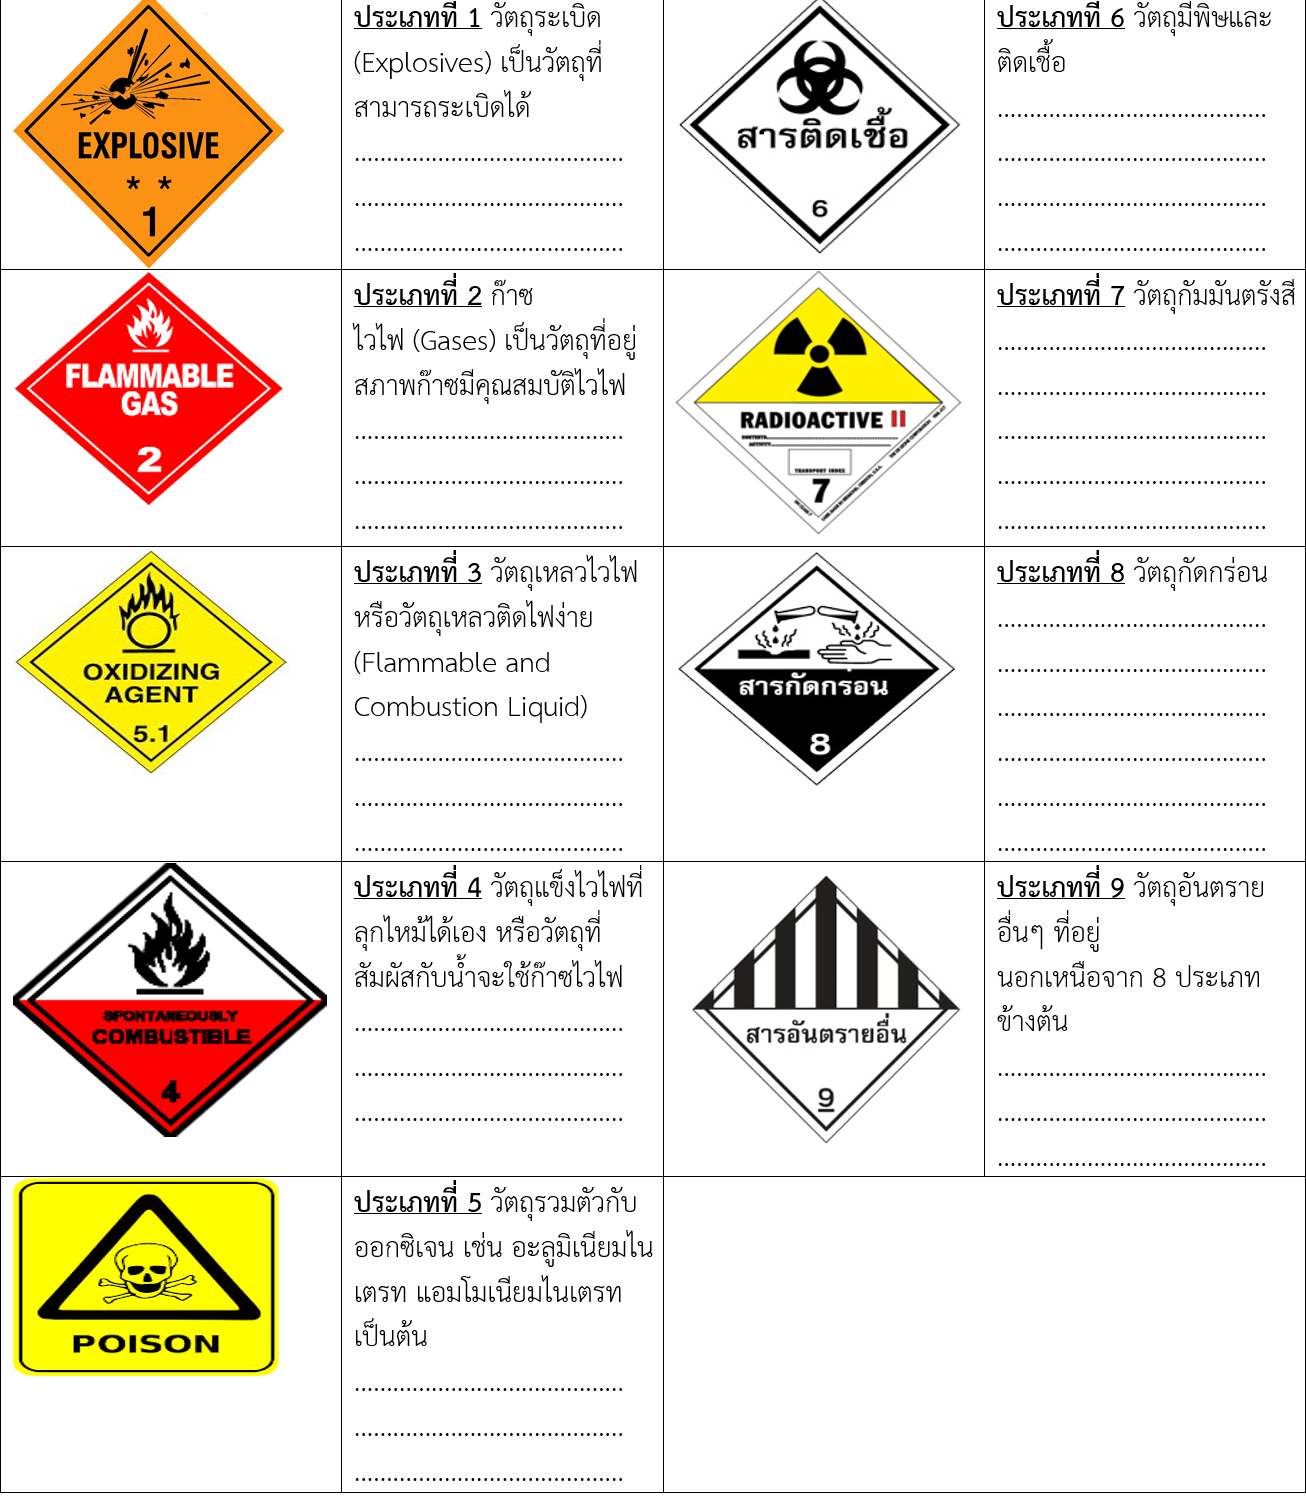 EXPLOSIVE
* *
1
ประเภทที่ 1 วัตถุระเบิด
(Explosives) เป็นวัตถุที่
สามารถระเบิดได้
..........................................
..........................................
..........................................
สารติดเชื้อ
6
ประเภทที่ 6 วัตถุมีพิษและ
ติดเชื้อ
..........................................
..........................................
..........................................
..........................................
FLAMMABLE
GAS
2
ประเภทที่ 2 ก๊าซ
ไวไฟ (Gases) เป็นวัตถุที่อยู่
สภาพก๊าซมีคุณสมบัติไวไฟ
..........................................
..........................................
..........................................
RADIOACTIVE II
CONTENTS
ACTIVITY
TRANSPORT INDEX
7
ประเภทที่ 7 วัตถุกัมมันตรังสี
..........................................
..........................................
..........................................
..........................................
..........................................
OXIDIZING
AGENT
5.1
ประเภทที่ 3 วัตถุเหลวไวไฟ
หรือวัตถุเหลวติดไฟง่าย
(Flammable and
Combustion Liquid)
..........................................
..........................................
..........................................
สารกัดกร่อน
8
ประเภทที่ 8 วัตถุกัดกร่อน
..........................................
..........................................
..........................................
..........................................
..........................................
..........................................
SPONTANEOUSLY
COMBUSTIBLE
4
ประเภทที่ 4 วัตถุแข็งไวไฟที่
ลุกไหม้ได้เอง หรือวัตถุที่
สัมผัสกับน้ำจะใช้ก๊าซไวไฟ
..........................................
..........................................
..........................................
สารอันตรายอื่น
9
ประเภทที่ 9 วัตถุอันตราย
อื่นๆ ที่อยู่
นอกเหนือจาก 8 ประเภท
ข้างต้น
..........................................
..........................................
..........................................
POISON
ประเภทที่ 5 วัตถุรวมตัวกับ
ออกซิเจน เช่น อะลูมิเนียมไน
เตรท แอมโมเนียมไนเตรท
เป็นต้น
..........................................
..........................................
..........................................